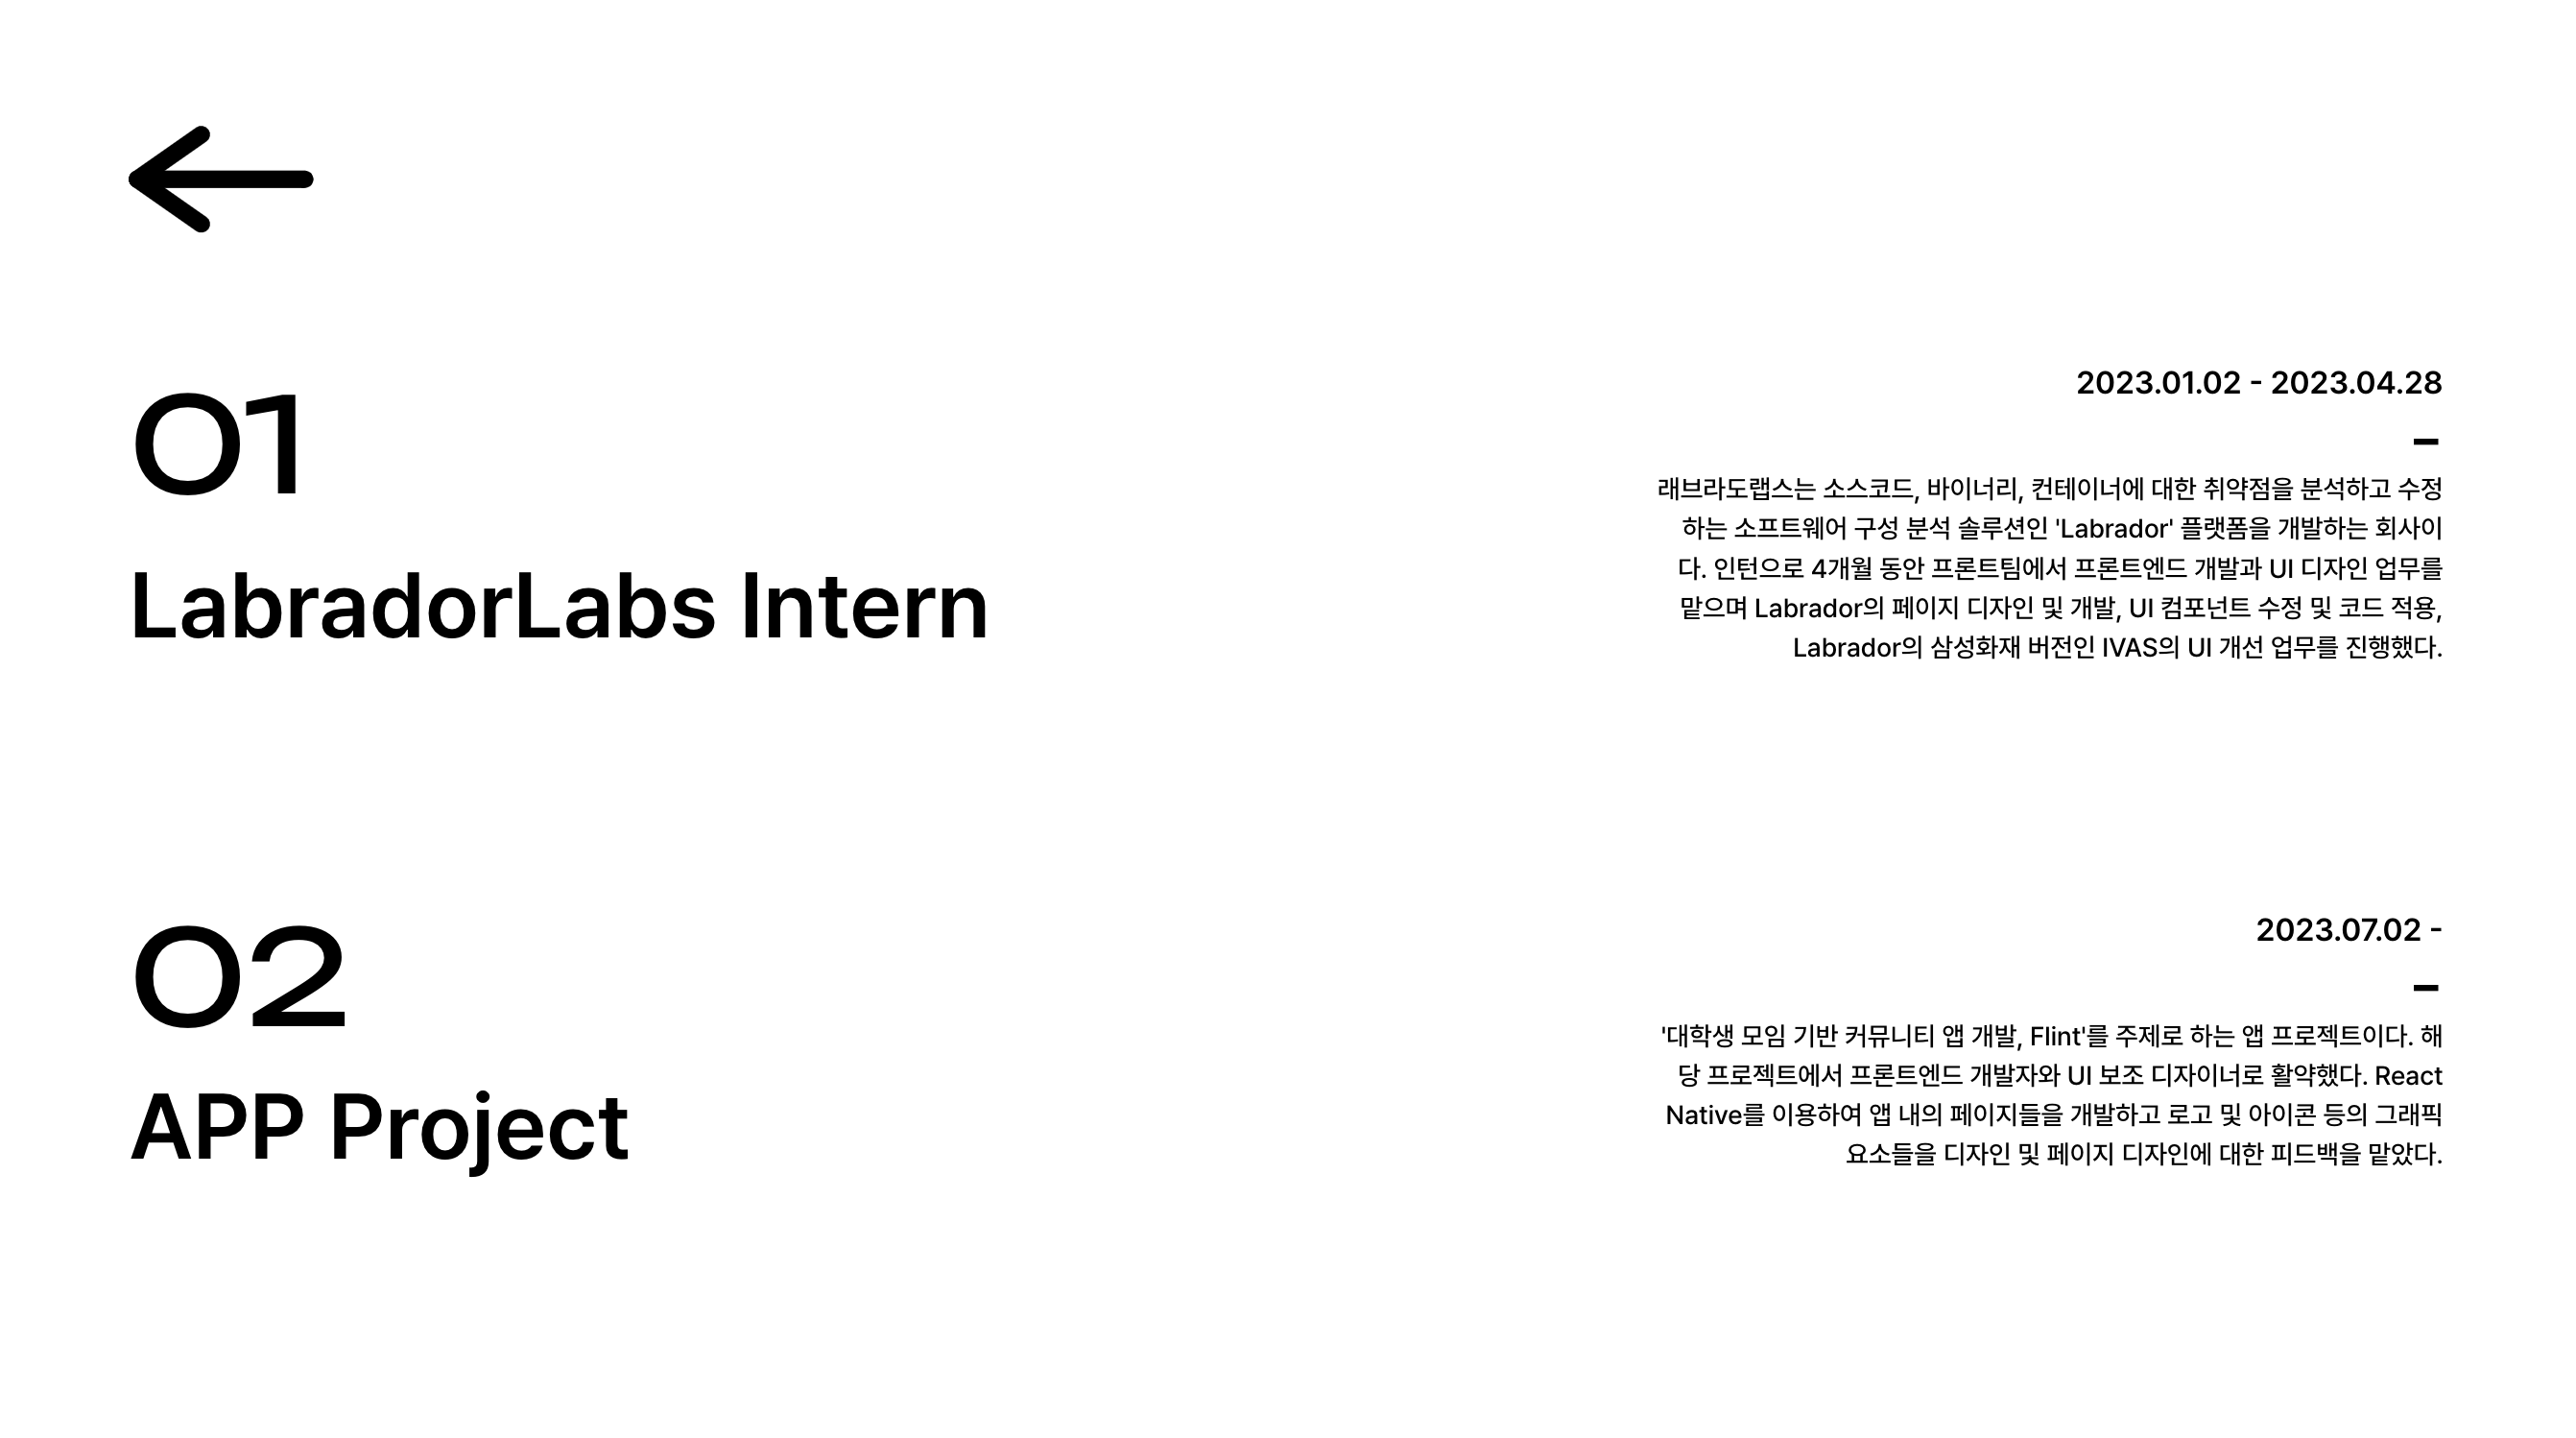 01
LabradorLabs Intern
2023.01.02 - 2023.04.28
–
래브라도랩스는 소스코드, 바이너리, 컨테이너에 대한 취약점을 분석하고 수정
하는 소프트웨어 구성 분석 솔루션인 'Labrador' 플랫폼을 개발하는 회사이
다. 인턴으로 4개월 동안 프론트팀에서 프론트엔드 개발과 UI 디자인 업무를
맡으며 Labrador의 페이지 디자인 및 개발, UI 컴포넌트 수정 및 코드 적용,
Labrador의 삼성화재 버전인 IVAS의 UI 개선 업무를 진행했다.
02
APP Project
2023.07.02 -
–
'대학생 모임 기반 커뮤니티 앱 개발, Flint'를 주제로 하는 앱 프로젝트이다. 해
당 프로젝트에서 프론트엔드 개발자와 UI 보조 디자이너로 활약했다. React
Native를 이용하여 앱 내의 페이지들을 개발하고 로고 및 아이콘 등의 그래픽
요소들을 디자인 및 페이지 디자인에 대한 피드백을 맡았다.